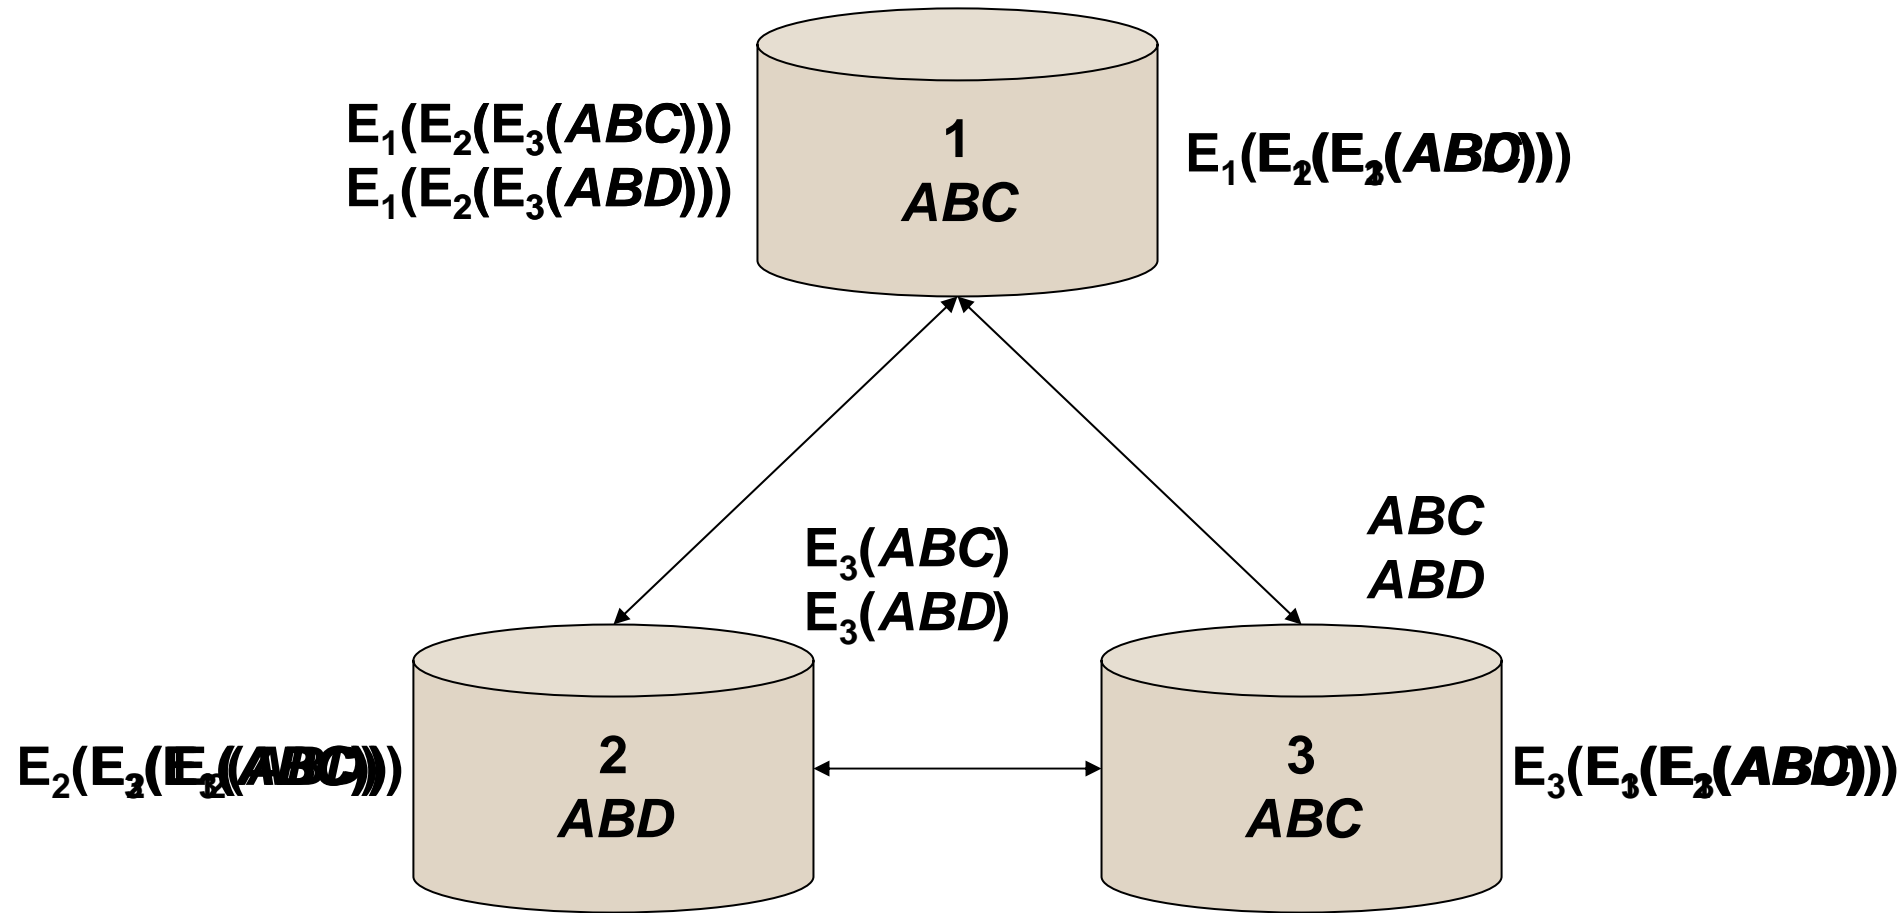 E₁(E₂(E₃(ABC)))
E₁(E₂(E₃(ABD)))
1
ABC
E₃(ABC)
E₃(ABD)
ABC
ABD
2
ABD
3
ABC